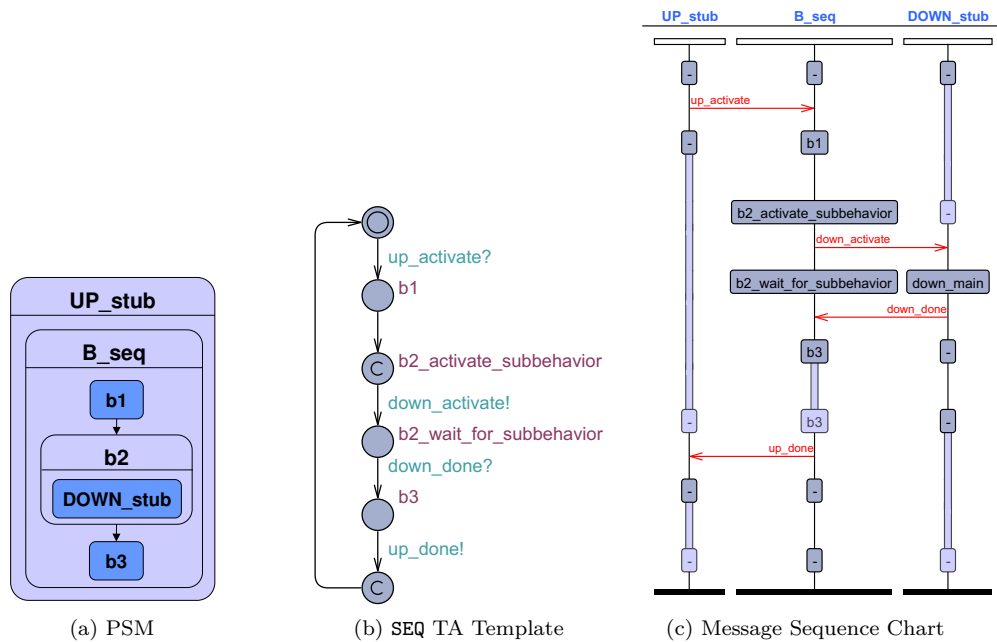 UP_stub
B_seq
b1
b2
DOWN_stub
b3
(a) PSM
up_activate?
b1
C
b2_activate_subbehavior
down_activate!
b2_wait_for_subbehavior
down_done?
b3
up_done!
C
(b) SEQ TA Template
UP_stub B_seq DOWN_stub
- - -
up_activate
- b1
b2_activate_subbehavior -
down_activate
b2_wait_for_subbehavior down_main
down_done
b3 -
- b3 -
up_done
- - -
- - -
(c) Message Sequence Chart